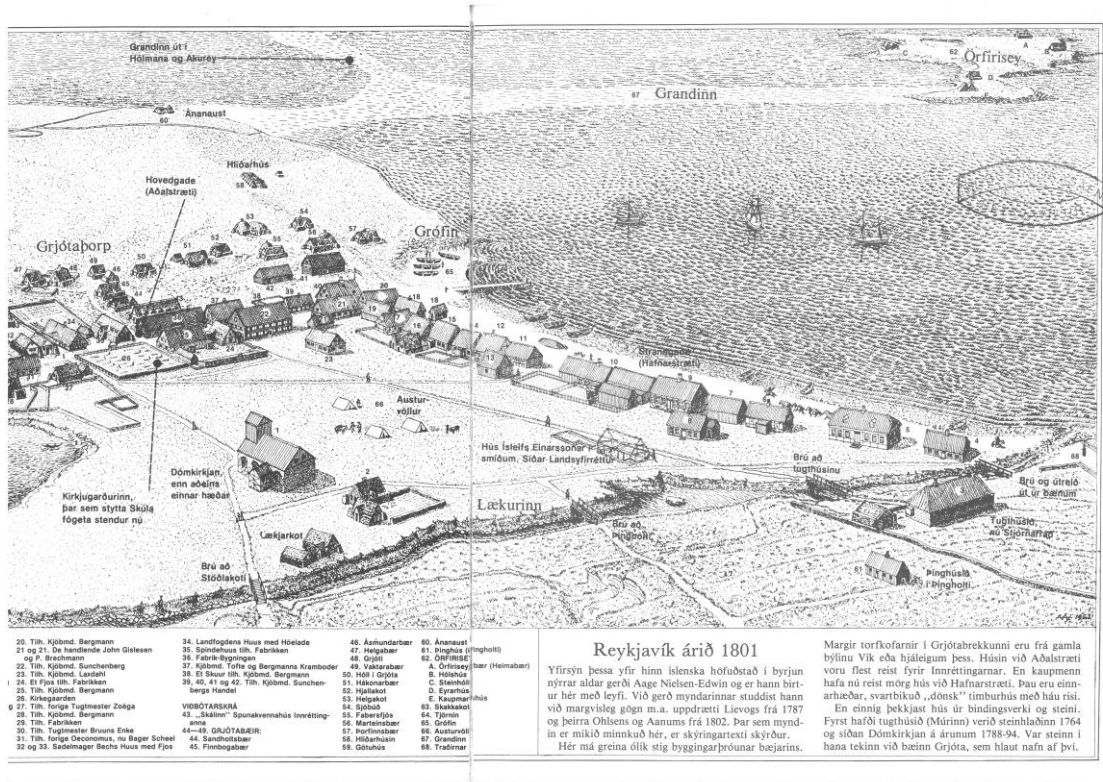 Grandinn út í
Hólmana og Akurey
Örfirisey
62
A
B
C
D
67 Grandinn
Ánanaust
60
Hlíðarhús
58
Hovedgade
(Aðalstræti)
Grjótaþorp
Grófin
65
Strandgade
(Hafnarstræti)
Austur-
völlur
66
Hús Ísleifs Einarssonar í
smíðum. Síðar Landsyfirréttur
Brú að
tugthúsinu
Brú og útreið
út úr bænum
Dómkirkjan,
enn aðeins
einnar hæðar
Kirkjugarðurinn,
þar sem stytta Skúla
fógeta stendur nú
Lækurinn
Brú að
Þingholti
Tugthúsið,
nú Stjórnarráð
Lækjarkot
Brú að
Stöðlakoti
Þinghúsið
í Þingholti
20. Tilh. Kjöbmd. Bergmann
21 og 21. De handlende John Gislesen
og P. Brechmann
22. Tilh. Kjöbmd. Sunchenberg
23. Tilh. Kjöbmd. Laxdahl
24. Et Fjos tilh. Fabrikken
25. Tilh. Kjöbmd. Bergmann
26. Kirkegaarden
27. Tilh. forige Tugtmester Zoëga
28. Tilh. Kjöbmd. Bergmann
29. Tilh. Fabrikken
30. Tilh. Tugtmester Bruuns Enke
31. Tilh. forige Oeconomus, nu Bager Scheel
32 og 33. Sadelmager Bechs Huus med Fjos
34. Landfogdens Huus med Höelade
35. Spindehuus tilh. Fabrikken
36. Fabrik-Bygningen
37. Kjöbmd. Tofte og Bergmanns Kramboder
38. Et Skuur tilh. Kjöbmd. Bergmann
39, 40, 41 og 42. Tilh. Kjöbmd. Sunchen-
bergs Handel
VIÐBÓTARSKRÁ
43. „Skálinn" Spunakvennahús Innrétting-
anna
44—49. GRJÓTABÆIR:
44. Sandholtsbær
45. Finnbogabær
46. Ásmundarbær
47. Helgabær
48. Grjóti
49. Vaktarabær
50. Hóll í Grjóta
51. Hákonarbær
52. Hjallakot
53. Helgakot
54. Sjóbúð
55. Fabersfjós
56. Marteinsbær
57. Þorfinnsbær
58. Hlíðarhúsin
59. Götuhús
60. Ánanaust
61. Þinghús (í Þingholti)
62. ÖRFIRISEY
A. Örfiriseyjarbær (Heimabær)
B. Hólshús
C. Steinhóll
D. Eyrarhús
E. Kaupmannshús
63. Skakkakot
64. Tjörnin
65. Grófin
66. Austurvöllur
67. Grandinn
68. Traðirnar
Reykjavík árið 1801
Yfirsýn þessa yfir hinn íslenska höfuðstað í byrjun
nýrrar aldar gerði Aage Nielsen-Edwin og er hann birt-
ur hér með leyfi. Við gerð myndarinnar studdist hann
við margvísleg gögn m.a. uppdrætti Lievogs frá 1787
og þeirra Ohlsens og Aanums frá 1802. Þar sem mynd-
in er mikið minnkuð hér, er skýringartexti skýrður.
Hér má greina ólík stig byggingarþróunar bæjarins.
Margir torfkofarnir í Grjótabrekkunni eru frá gamla
býlinu Vík eða hjáleigum þess. Húsin við Aðalstræti
voru flest reist fyrir Innréttingarnar. En kaupmenn
hafa nú reist mörg hús við Hafnarstræti. Þau eru einn-
arhæðar, svartbikuð „dönsk" timburhús með háu risi.
En einnig þekkjast hús úr bindingsverki og steini.
Fyrst hafði tugthúsið (Múrinn) verið steinhlaðinn 1764
og síðan Dómkirkjan á árunum 1788-94. Var steinn í
hana tekinn við bæinn Grjóta, sem hlaut nafn af því.